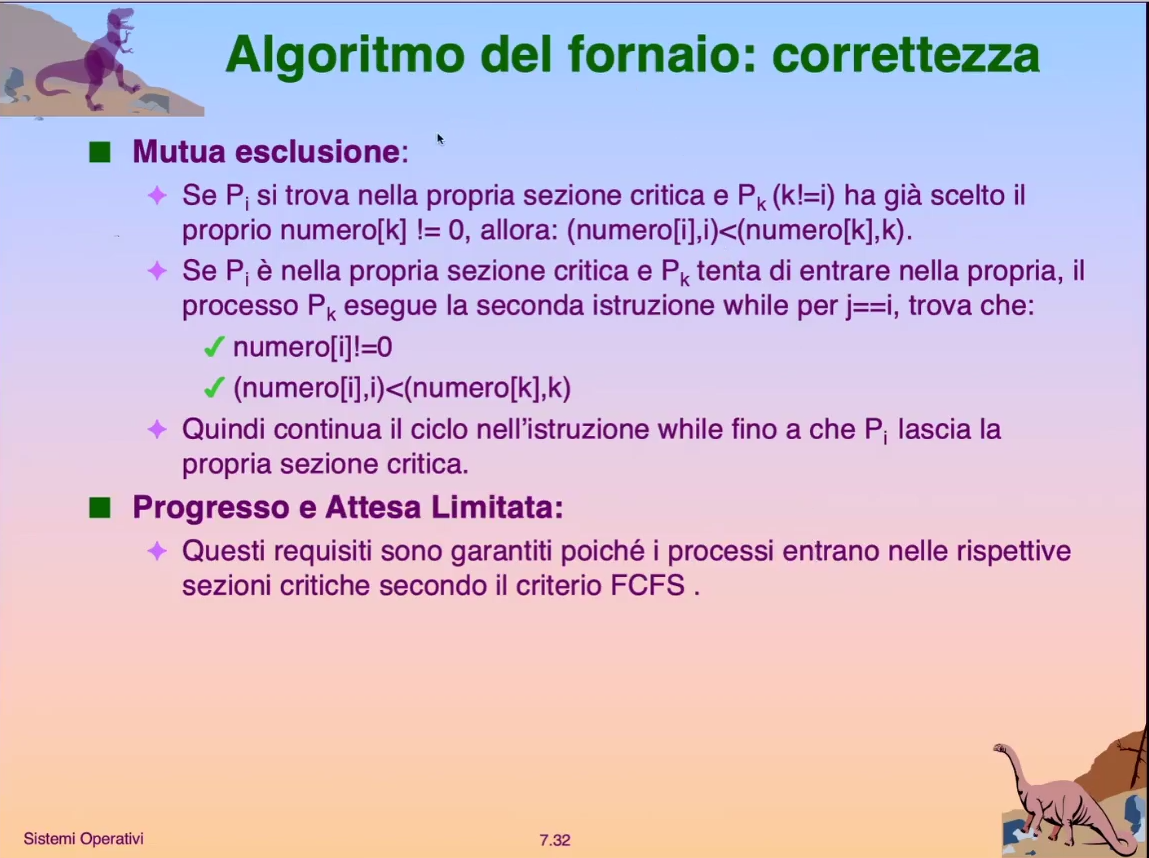 Algoritmo del fornaio: correttezza
Mutua esclusione:
Se Pi si trova nella propria sezione critica e Pk (k!=i) ha già scelto il
proprio numero[k] != 0, allora: (numero[i],i)<(numero[k],k).
Se Pi è nella propria sezione critica e Pk tenta di entrare nella propria, il
processo Pk esegue la seconda istruzione while per j==i, trova che:
numero[i]!=0
(numero[i],i)<(numero[k],k)
Quindi continua il ciclo nell'istruzione while fino a che Pi lascia la
propria sezione critica.
Progresso e Attesa Limitata:
Questi requisiti sono garantiti poiché i processi entrano nelle rispettive
sezioni critiche secondo il criterio FCFS .
Sistemi Operativi
7.32